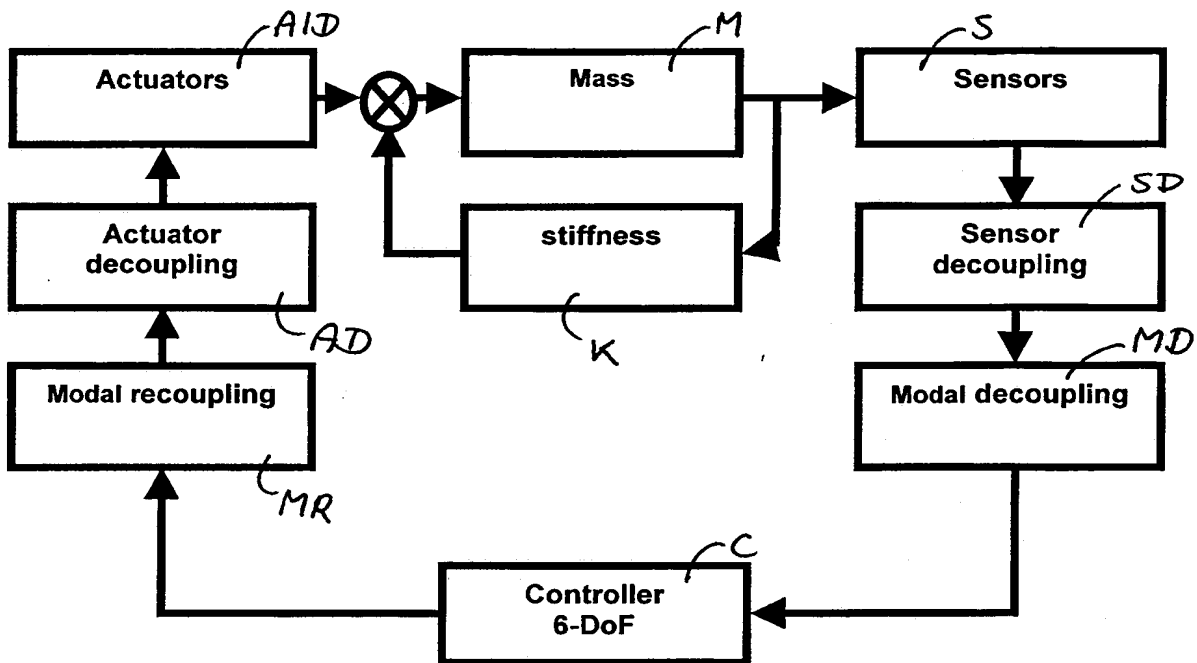 AID
Actuators
M
Mass
S
Sensors
Actuator
decoupling
AD
stiffness
K
SD
Sensor
decoupling
Modal recoupling
MR
MD
Modal decoupling
C
Controller
6-DoF